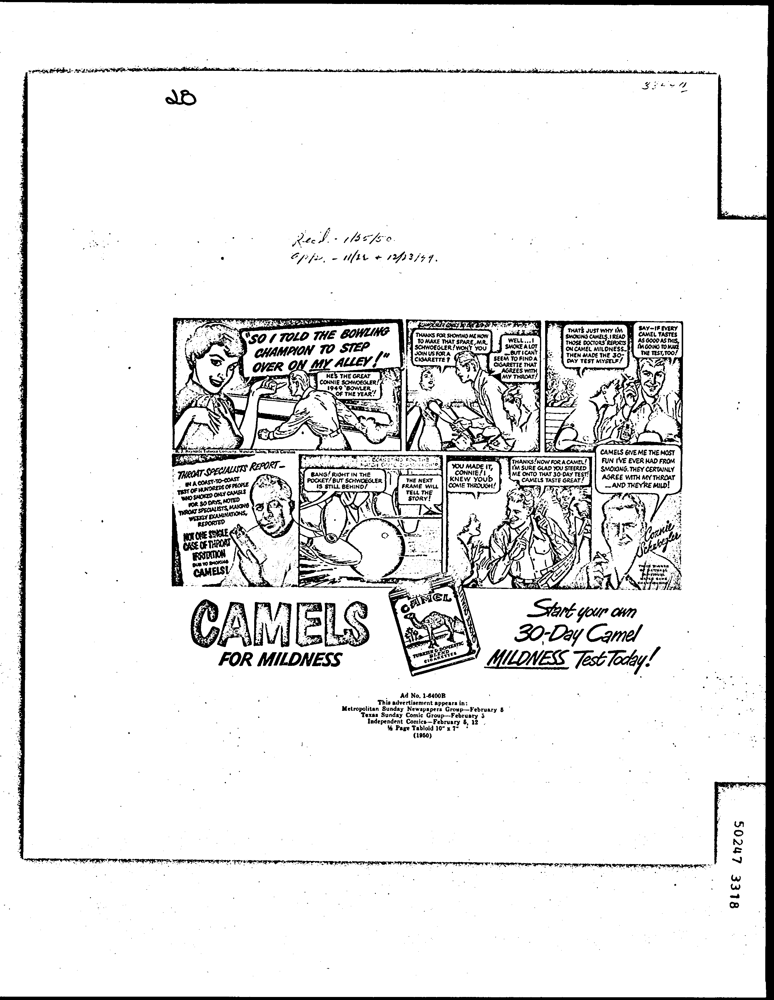 2B
Rec'd. - 1/25/50
"SO I TOLD THE BOWLING
CHAMPION TO STEP
OVER ON MY ALLEY!"
HE'S THE GREAT
CONNIE SCHWOEGLER!
1949 "BOWLER
OF THE YEAR"!
THANKS FOR SHOWING ME HOW
TO MAKE THAT SPARE, MR.
SCHWOEGLER! WON'T YOU
JOIN US FOR A
CIGARETTE?
WELL...I
SMOKE A LOT
...BUT I CAN'T
SEEM TO FIND A
CIGARETTE THAT
AGREES WITH
MY THROAT!
THAT'S JUST WHY I'M
SMOKING CAMELS. I READ
THOSE DOCTORS' REPORTS
ON CAMEL MILDNESS...
THEN MADE THE 30-
DAY TEST MYSELF!
SAY-IF EVERY
CAMEL TASTES
AS GOOD AS THIS,
I'M GOING TO MAKE
THE TEST, TOO!
THROAT SPECIALISTS REPORT-
IN A COAST-TO-COAST
TEST OF HUNDREDS OF PEOPLE
WHO SMOKED ONLY CAMELS
FOR 30 DAYS, NOTED
THROAT SPECIALISTS, MAKING
WEEKLY EXAMINATIONS,
REPORTED
NOT ONE SINGLE
CASE OF THROAT
IRRITATION
DUE TO SMOKING
CAMELS!
BANG! RIGHT IN THE
POCKET! BUT SCHWOEGLER
IS STILL BEHIND!
THE NEXT
FRAME WILL
TELL THE
STORY!
YOU MADE IT,
CONNIE! I
KNEW YOU'D
COME THROUGH!
THANKS! NOW FOR A CAMEL!
I'M SURE GLAD YOU STEERED
ME ONTO THAT 30-DAY TEST!
CAMELS TASTE GREAT!
CAMELS GIVE ME THE MOST
FUN I'VE EVER HAD FROM
SMOKING. THEY CERTAINLY
AGREE WITH MY THROAT
...AND THEY'RE MILD!
Connie
Schwoegler
CAMELS
FOR MILDNESS
CAMEL
TURKISH & DOMESTIC
BLEND
CIGARETTES
Start your own
30-Day Camel
MILDNESS Test Today!
Ad No. 1-6400B
This advertisement appears in:
Metropolitan Sunday Newspapers Group—February 5
Texas Sunday Comic Group—February 5
Independent Comics—February 5, 12
½ Page Tabloid 10" x 7"
(1950)
50247 3318